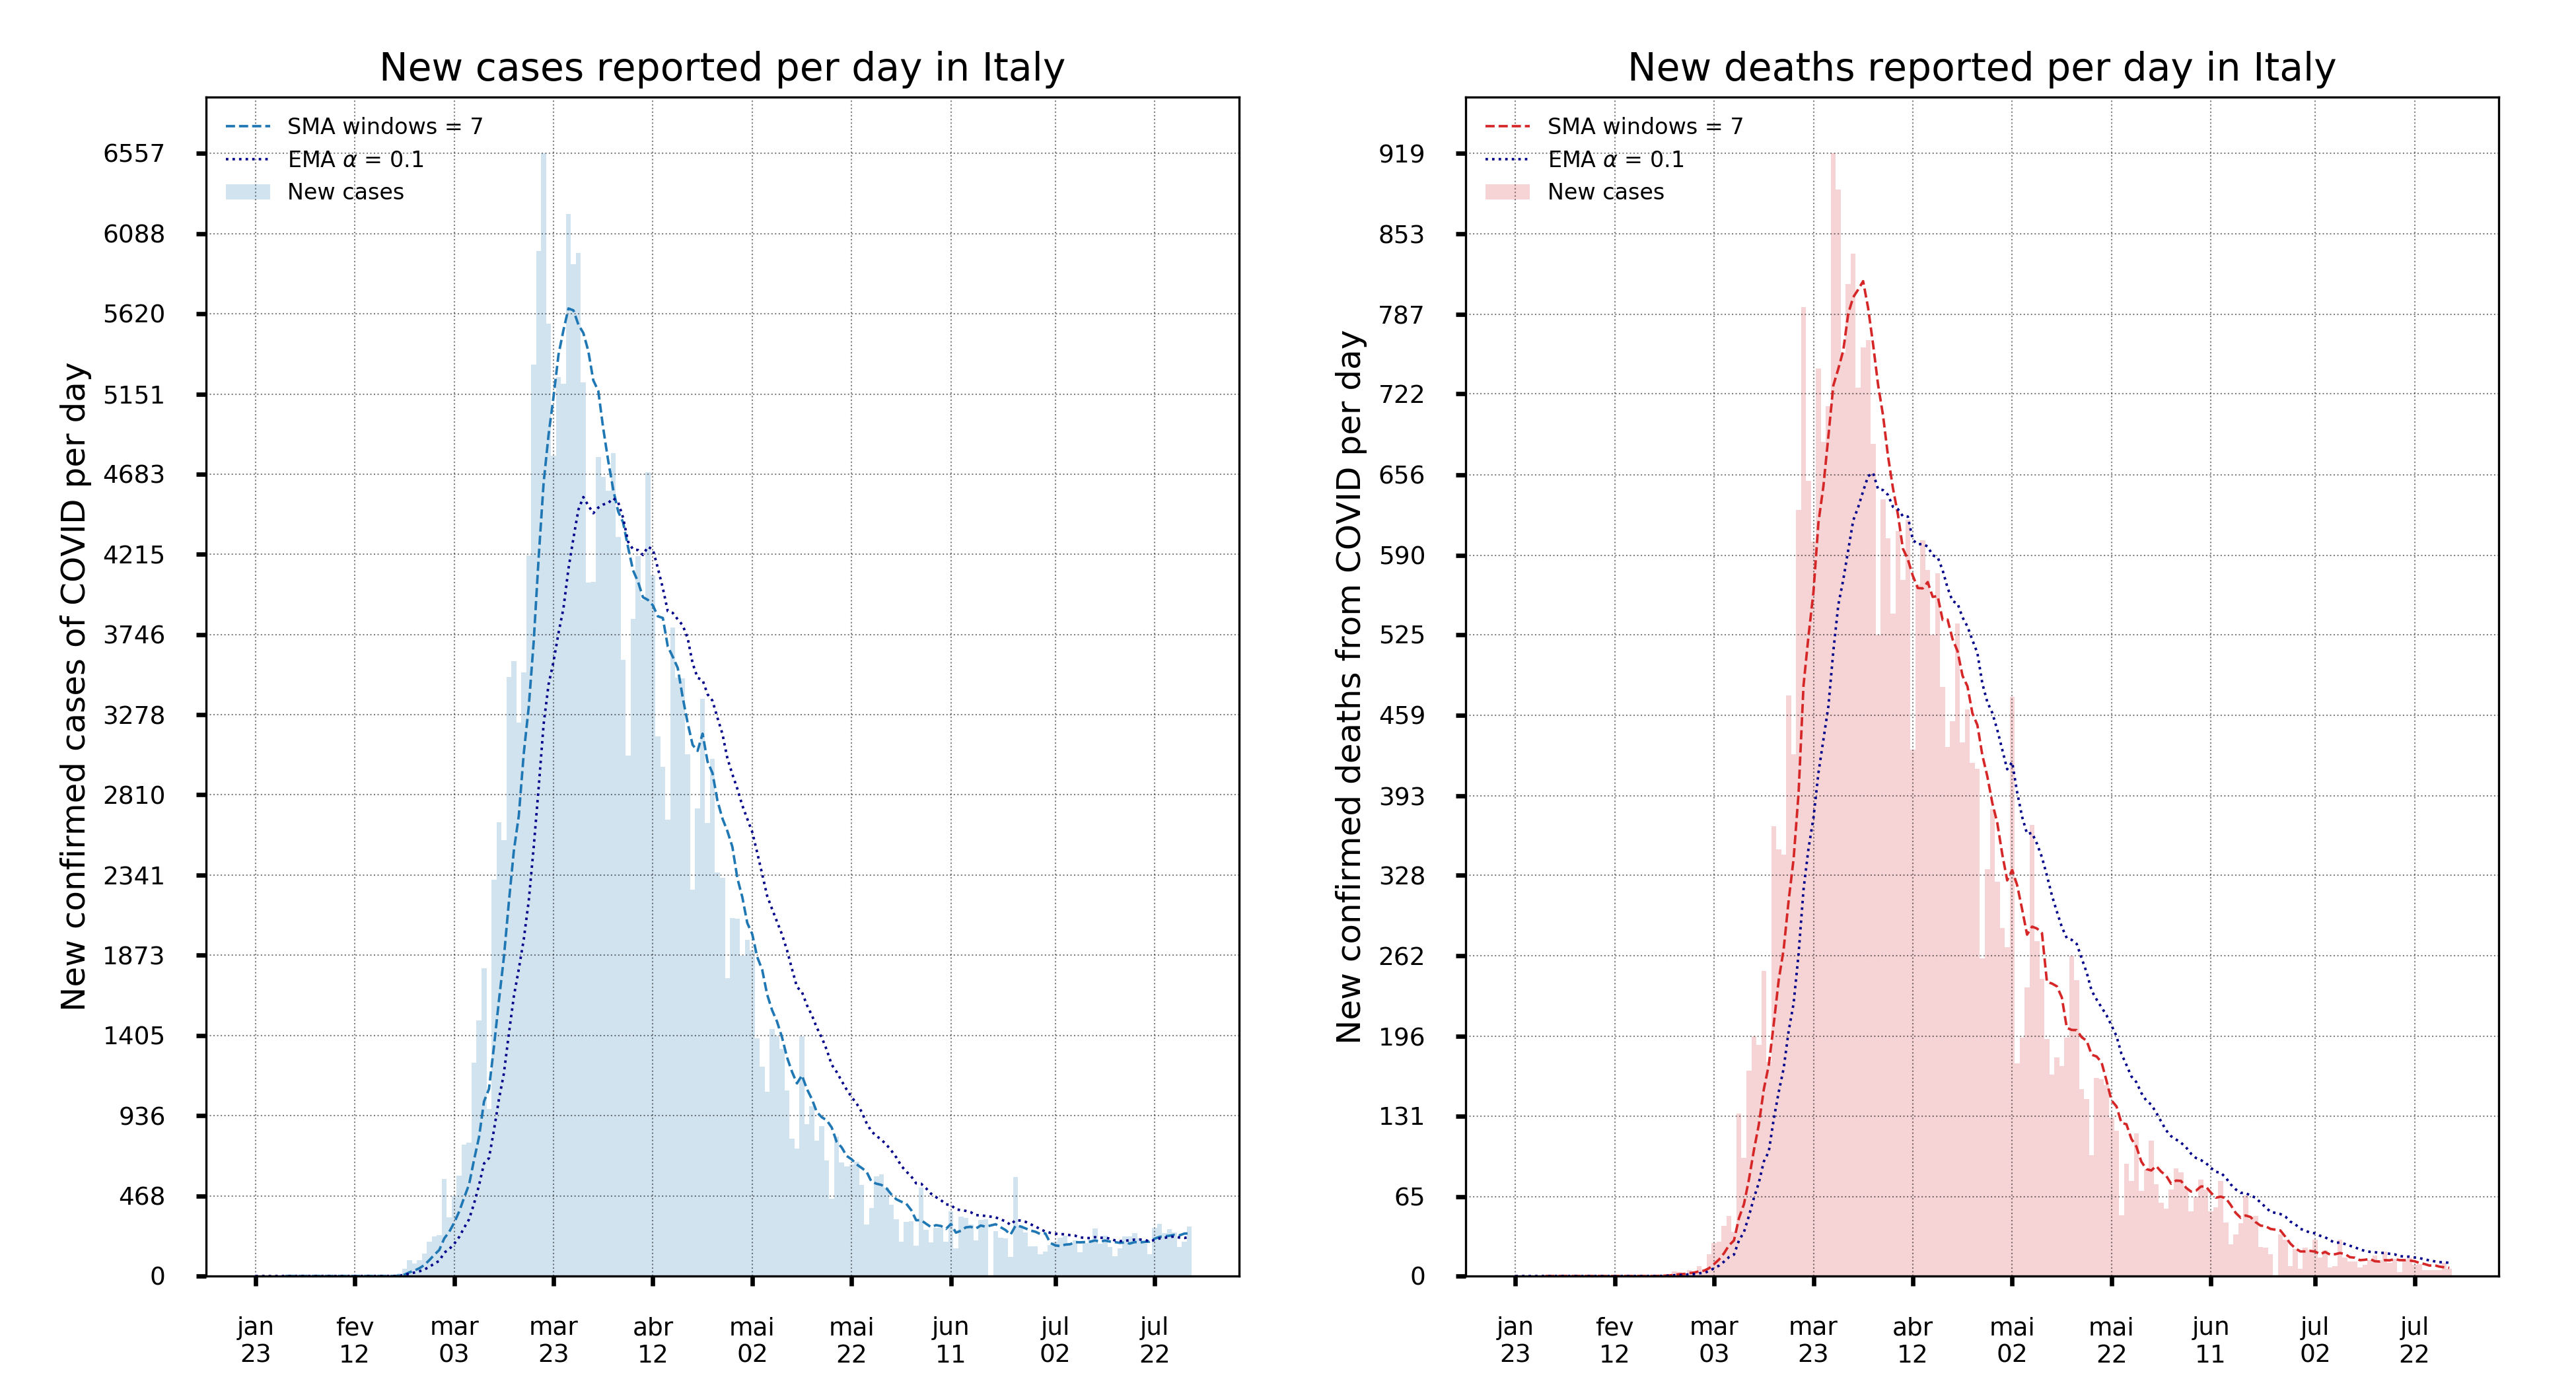 New cases reported per day in Italy
SMA windows = 7
EMA α = 0.1
New cases
New confirmed cases of COVID per day
6557
6088
5620
5151
4683
4215
3746
3278
2810
2341
1873
1405
936
468
0
jan 23
fev 12
mar 03
mar 23
abr 12
mai 02
mai 22
jun 11
jul 02
jul 22
New deaths reported per day in Italy
SMA windows = 7
EMA α = 0.1
New cases
New confirmed deaths from COVID per day
919
853
787
722
656
590
525
459
393
328
262
196
131
65
0
jan 23
fev 12
mar 03
mar 23
abr 12
mai 02
mai 22
jun 11
jul 02
jul 22